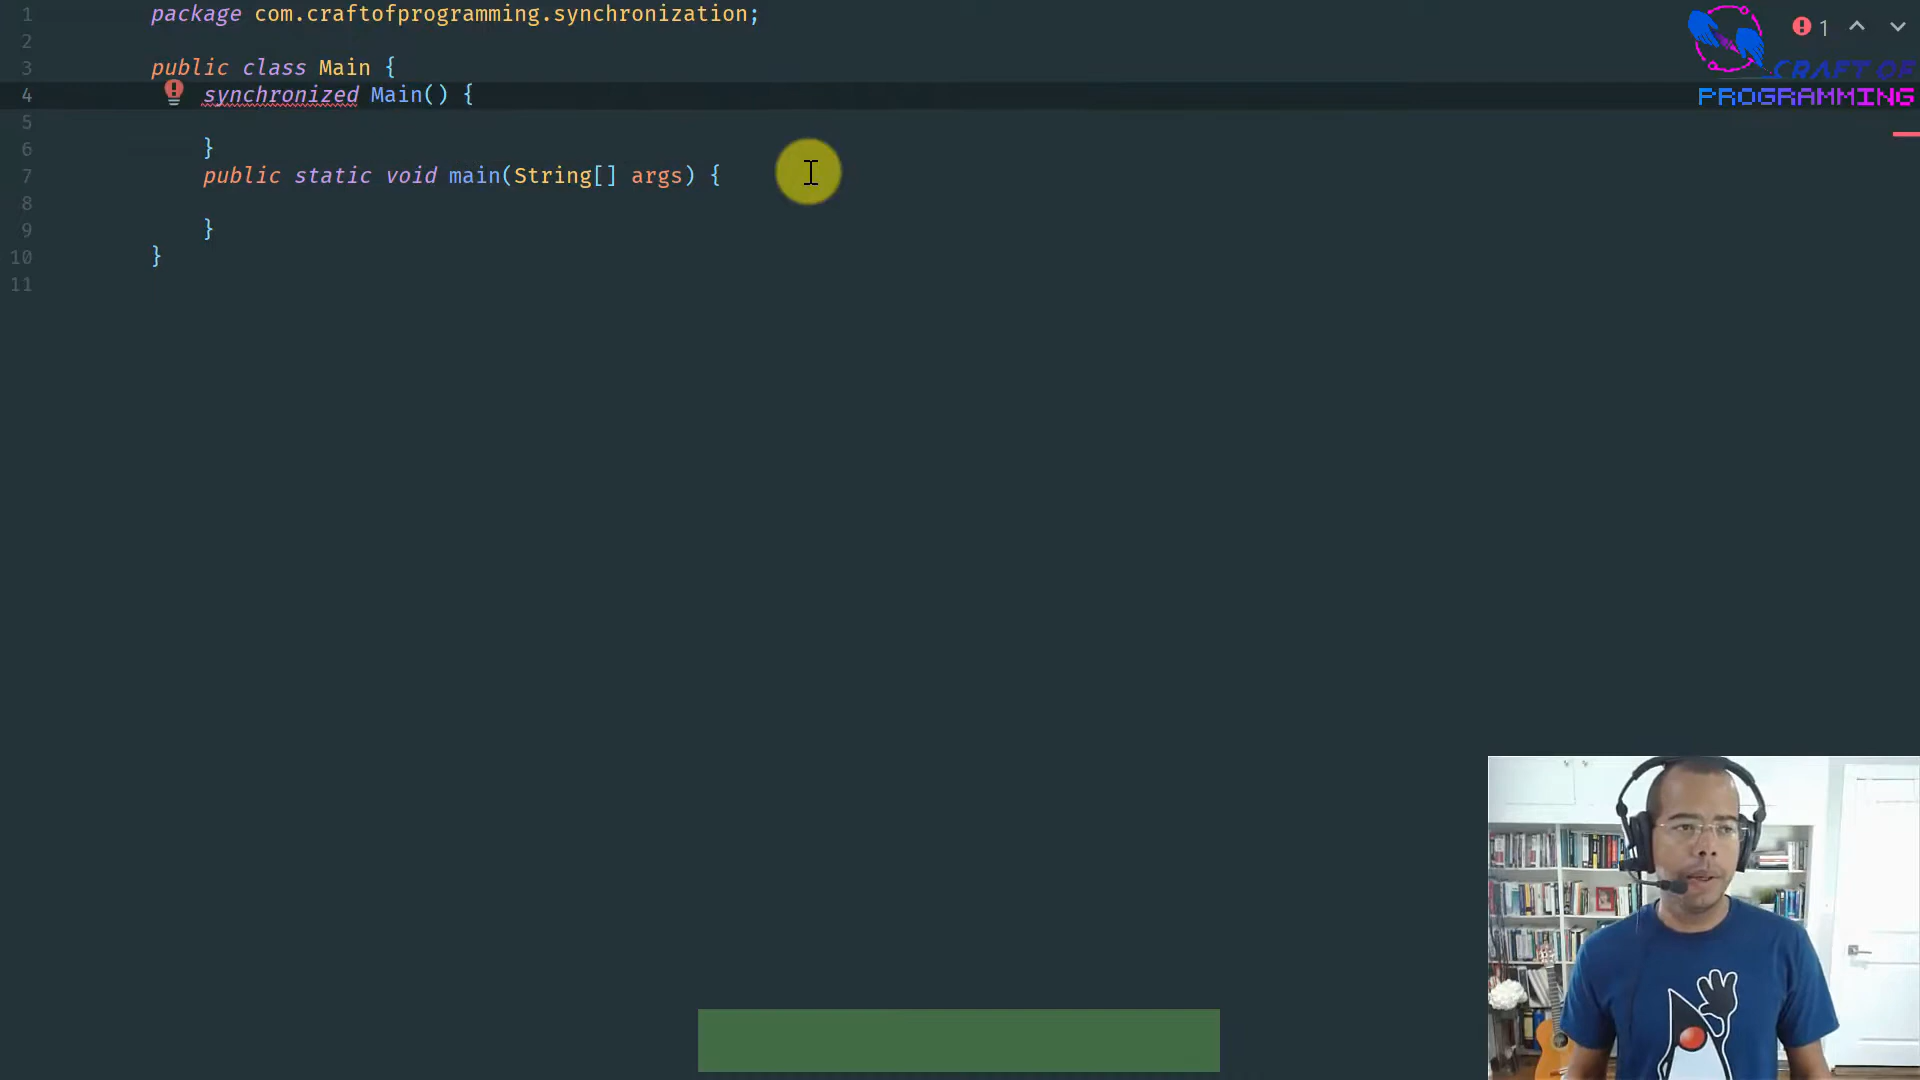 1 package com.craftofprogramming.synchronization;
2
3 public class Main {
4 synchronized Main() {
5
6 }
7 public static void main(String[] args) {
8
9 }
10 }
11
1
CRAFT OF
PROGRAMMING